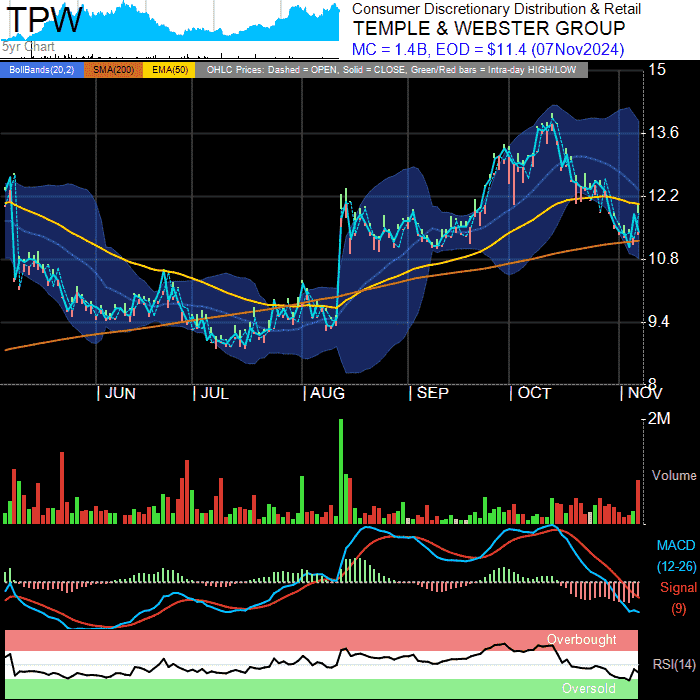 TPW
5yr Chart
Consumer Discretionary Distribution & Retail
TEMPLE & WEBSTER GROUP
MC = 1.4B, EOD = $11.4 (07Nov2024)
BollBands(20,2) SMA(200) EMA(50) OHLC Prices: Dashed = OPEN, Solid = CLOSE, Green/Red bars = Intra-day HIGH/LOW
15
13.6
12.2
10.8
9.4
8
JUN JUL AUG SEP OCT NOV
2M
Volume
MACD
(12-26)
Signal
(9)
Overbought
RSI(14)
Oversold